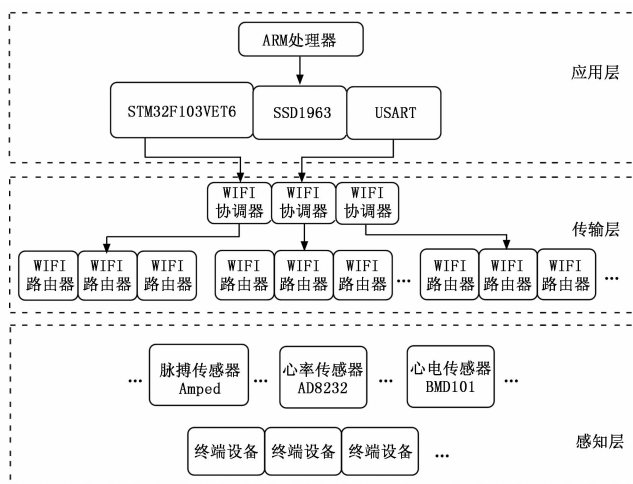 ARM处理器
应用层
STM32F103VET6 SSD1963 USART
WIFI WIFI WIFI
协调器 协调器 协调器
传输层
WIFI WIFI WIFI WIFI WIFI WIFI WIFI WIFI WIFI
路由器 路由器 路由器 路由器 路由器 路由器 … 路由器 路由器 路由器 …
… 脉搏传感器 … 心率传感器 … 心电传感器 …
Amped AD8232 BMD101
终端设备 终端设备 终端设备 …
感知层